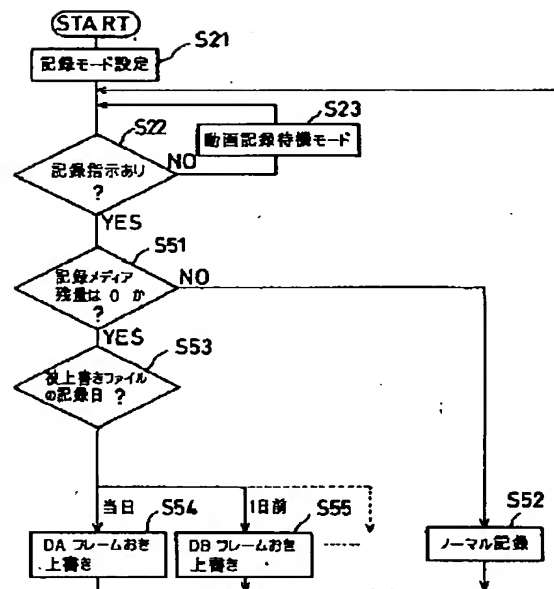 START
S21
記録モード設定
S23
動画記録待機モード
S22
記録指示あり
?
NO
YES
S51
記録メディア
残量は 0 か
?
NO
YES
S53
被上書きファイル
の記録日 ?
当日
S54
1日前
S55
S52
DA フレームおき
上書き
DB フレームおき
上書き
ノーマル記録